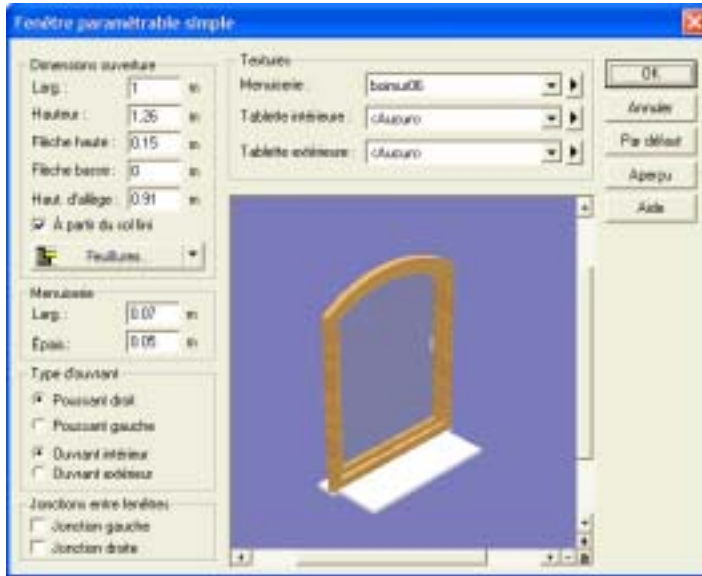 Fenêtre paramétrable simple
Dimensions ouverture
Larg. : 1 m
Hauteur : 1.26 m
Flèche haute : 0.15 m
Flèche basse : 0 m
Haut. d'allège : 0.91 m
À partir du sol fini
Feuillures...
Menuiserie
Larg. : 0.07 m
Épais. : 0.05 m
Type d'ouvrant
Poussant droit
Poussant gauche
Ouvrant intérieur
Ouvrant extérieur
Jonctions entre fenêtres
Jonction gauche
Jonction droite
Textures
Menuiserie :
Tablette intérieure :
Tablette extérieure :
OK
Annuler
Par défaut
Aperçu
Aide